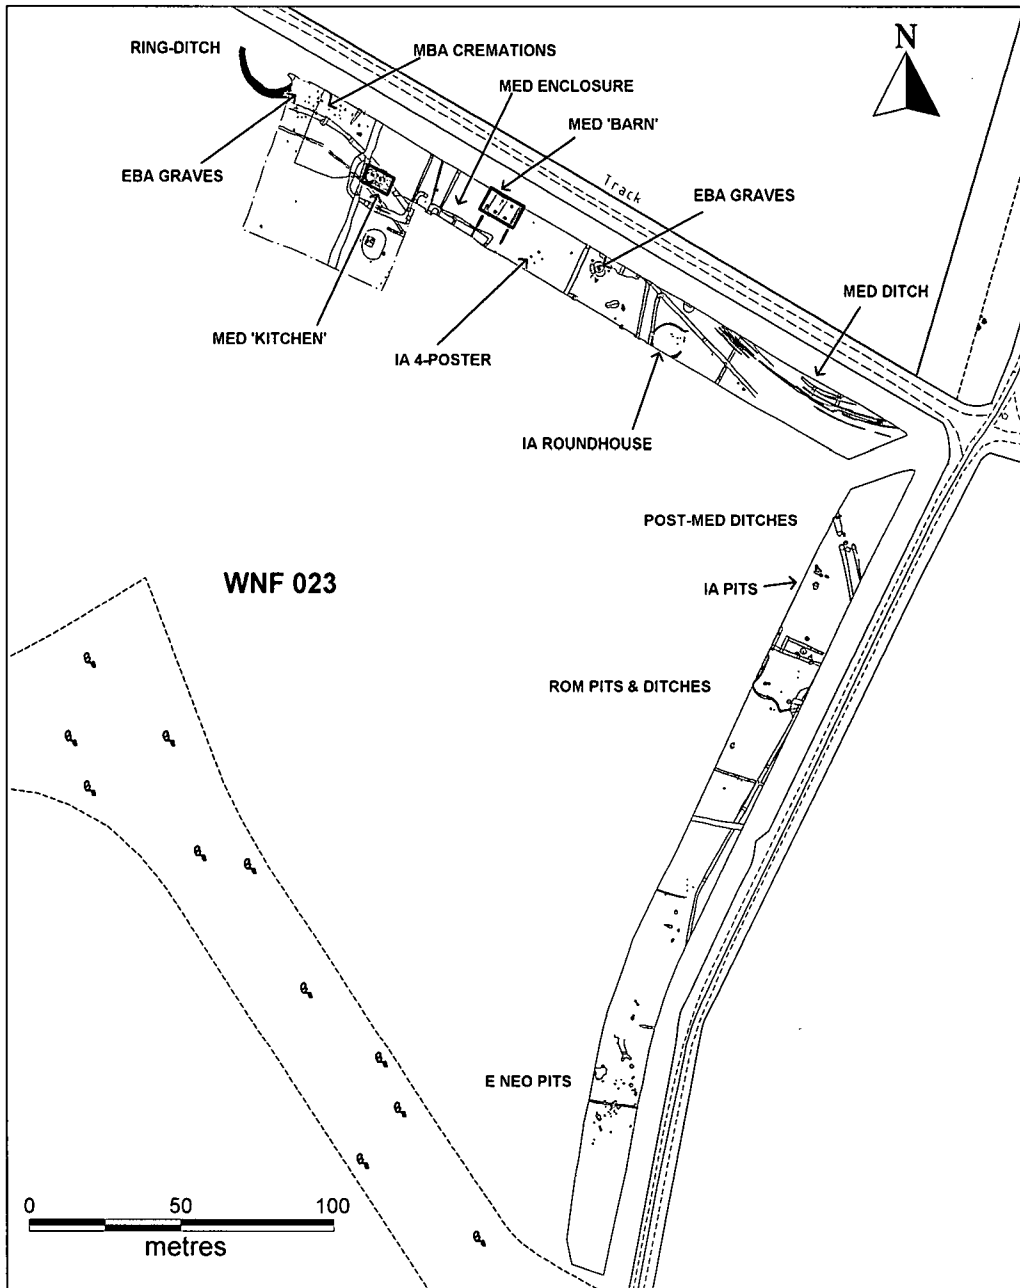 RING-DITCH
MBA CREMATIONS
N
MED ENCLOSURE
MED 'BARN'
EBA GRAVES
Track
EBA GRAVES
MED DITCH
MED 'KITCHEN'
IA 4-POSTER
IA ROUNDHOUSE
POST-MED DITCHES
WNF 023
IA PITS
ROM PITS & DITCHES
E NEO PITS
0 50 100
metres